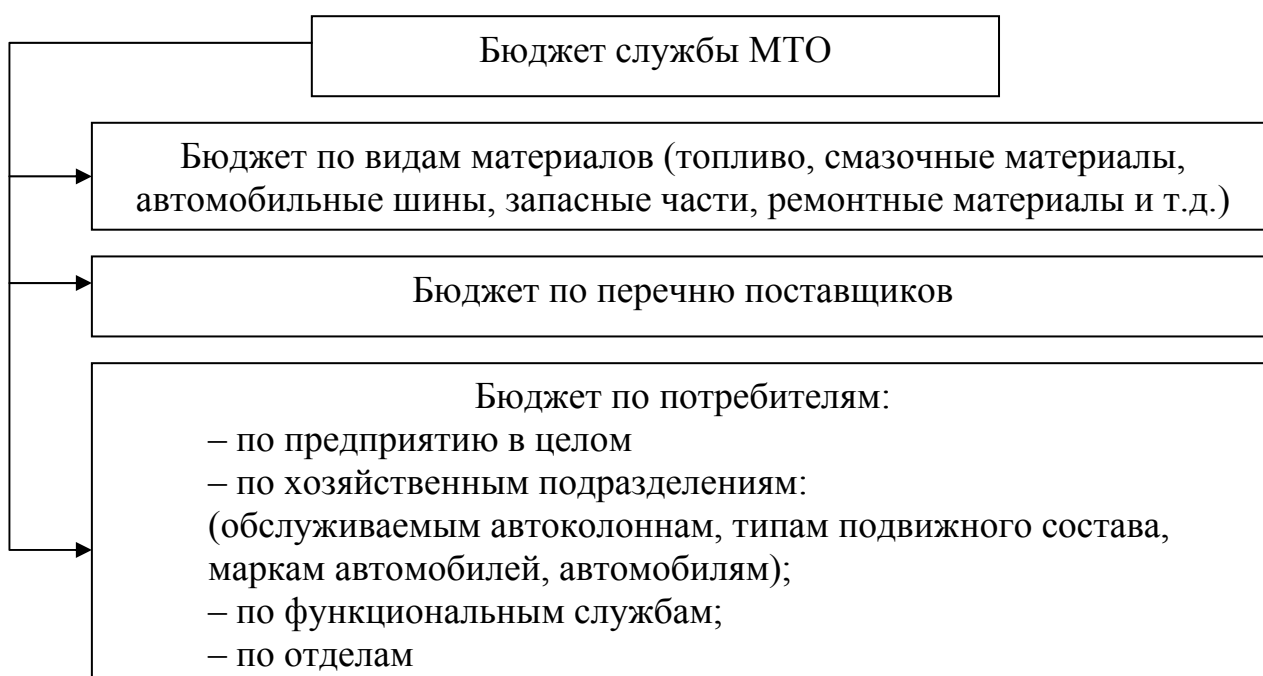 Бюджет службы МТО
Бюджет по видам материалов (топливо, смазочные материалы,
автомобильные шины, запасные части, ремонтные материалы и т.д.)
Бюджет по перечню поставщиков
Бюджет по потребителям:
– по предприятию в целом
– по хозяйственным подразделениям:
(обслуживаемым автоколоннам, типам подвижного состава,
маркам автомобилей, автомобилям);
– по функциональным службам;
– по отделам